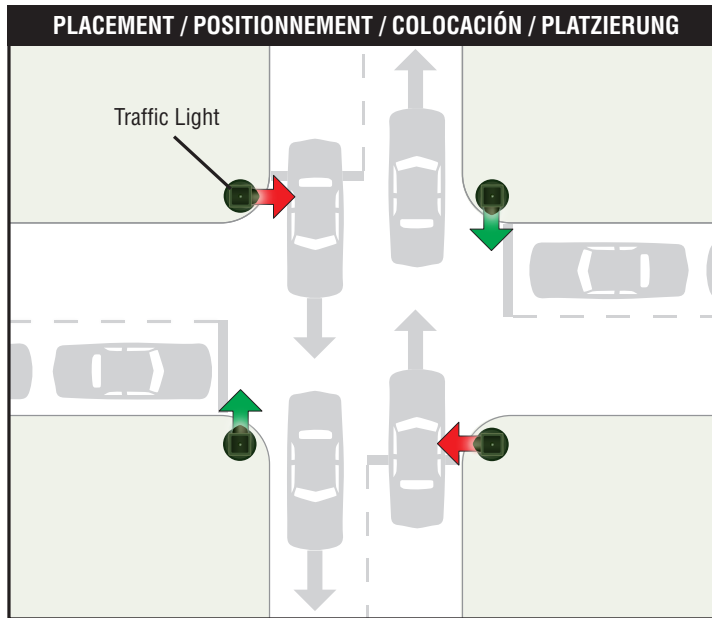 PLACEMENT / POSITIONNEMENT / COLOCACIÓN / PLATZIERUNG
Traffic Light